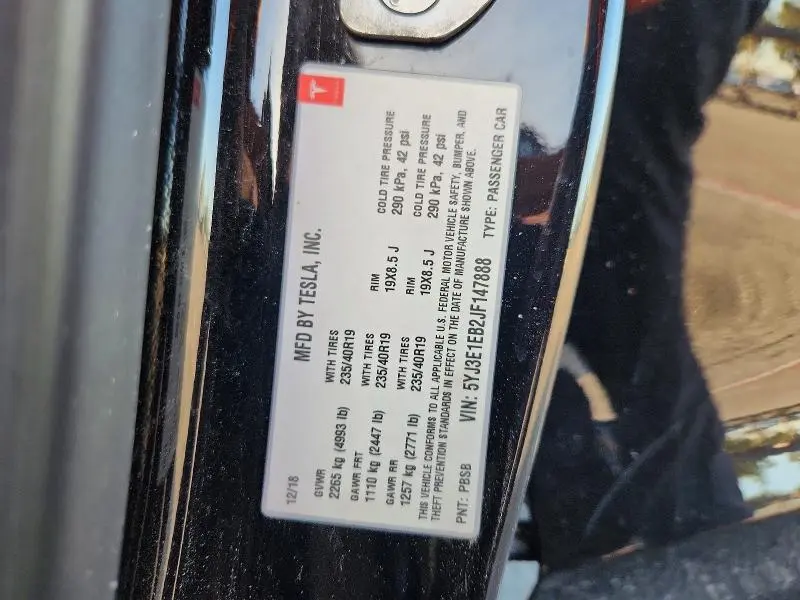 12/18 MFD BY TESLA, INC.
GVWR WITH TIRES
2265 kg (4993 lb) 235/40R19
GAWR FRT WITH TIRES RIM COLD TIRE PRESSURE
1110 kg (2447 lb) 235/40R19 19X8.5 J 290 kPa, 42 psi
GAWR RR WITH TIRES RIM COLD TIRE PRESSURE
1257 kg (2771 lb) 235/40R19 19X8.5 J 290 kPa, 42 psi
THIS VEHICLE CONFORMS TO ALL APPLICABLE U.S. FEDERAL MOTOR VEHICLE SAFETY, BUMPER, AND
THEFT PREVENTION STANDARDS IN EFFECT ON THE DATE OF MANUFACTURE SHOWN ABOVE.
PNT: PBSB VIN: 5YJ3E1EB2JF147888 TYPE: PASSENGER CAR